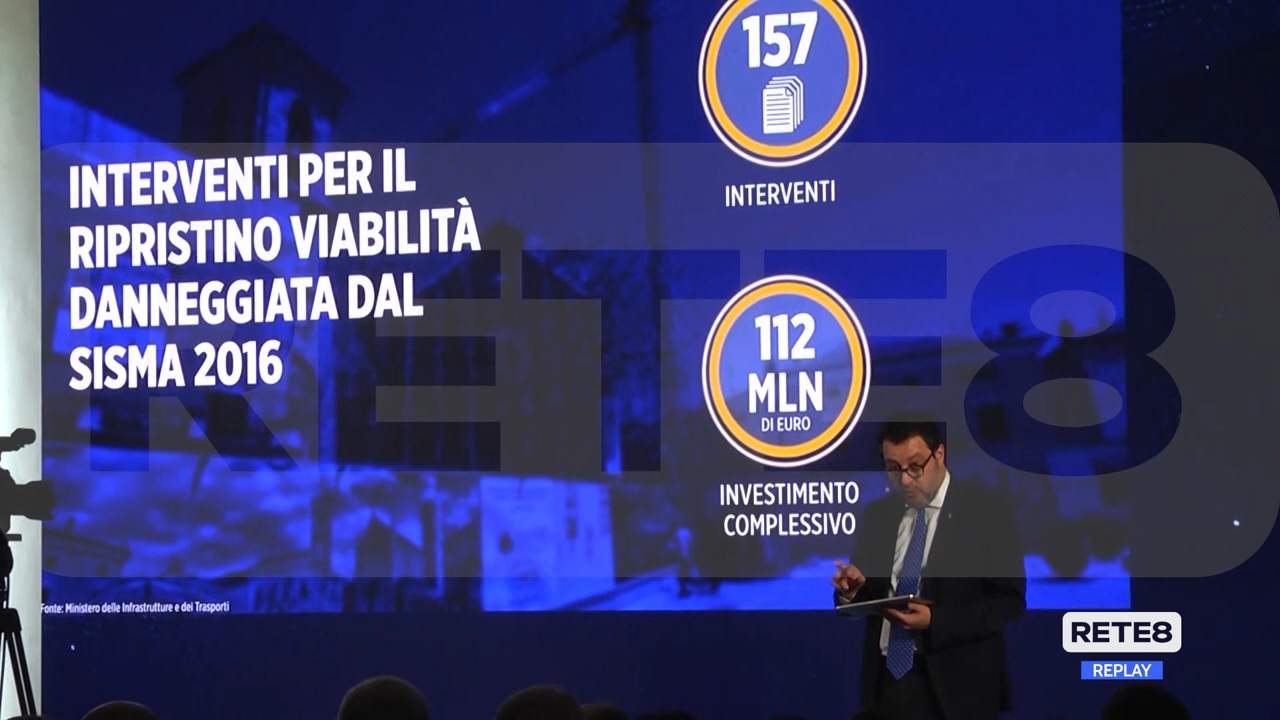 INTERVENTI PER IL
RIPRISTINO VIABILITÀ
DANNEGGIATA DAL
SISMA 2016
157
INTERVENTI
112
MLN
DI EURO
INVESTIMENTO
COMPLESSIVO
Fonte: Ministero delle Infrastrutture e dei Trasporti
RETE8
RETE8
REPLAY